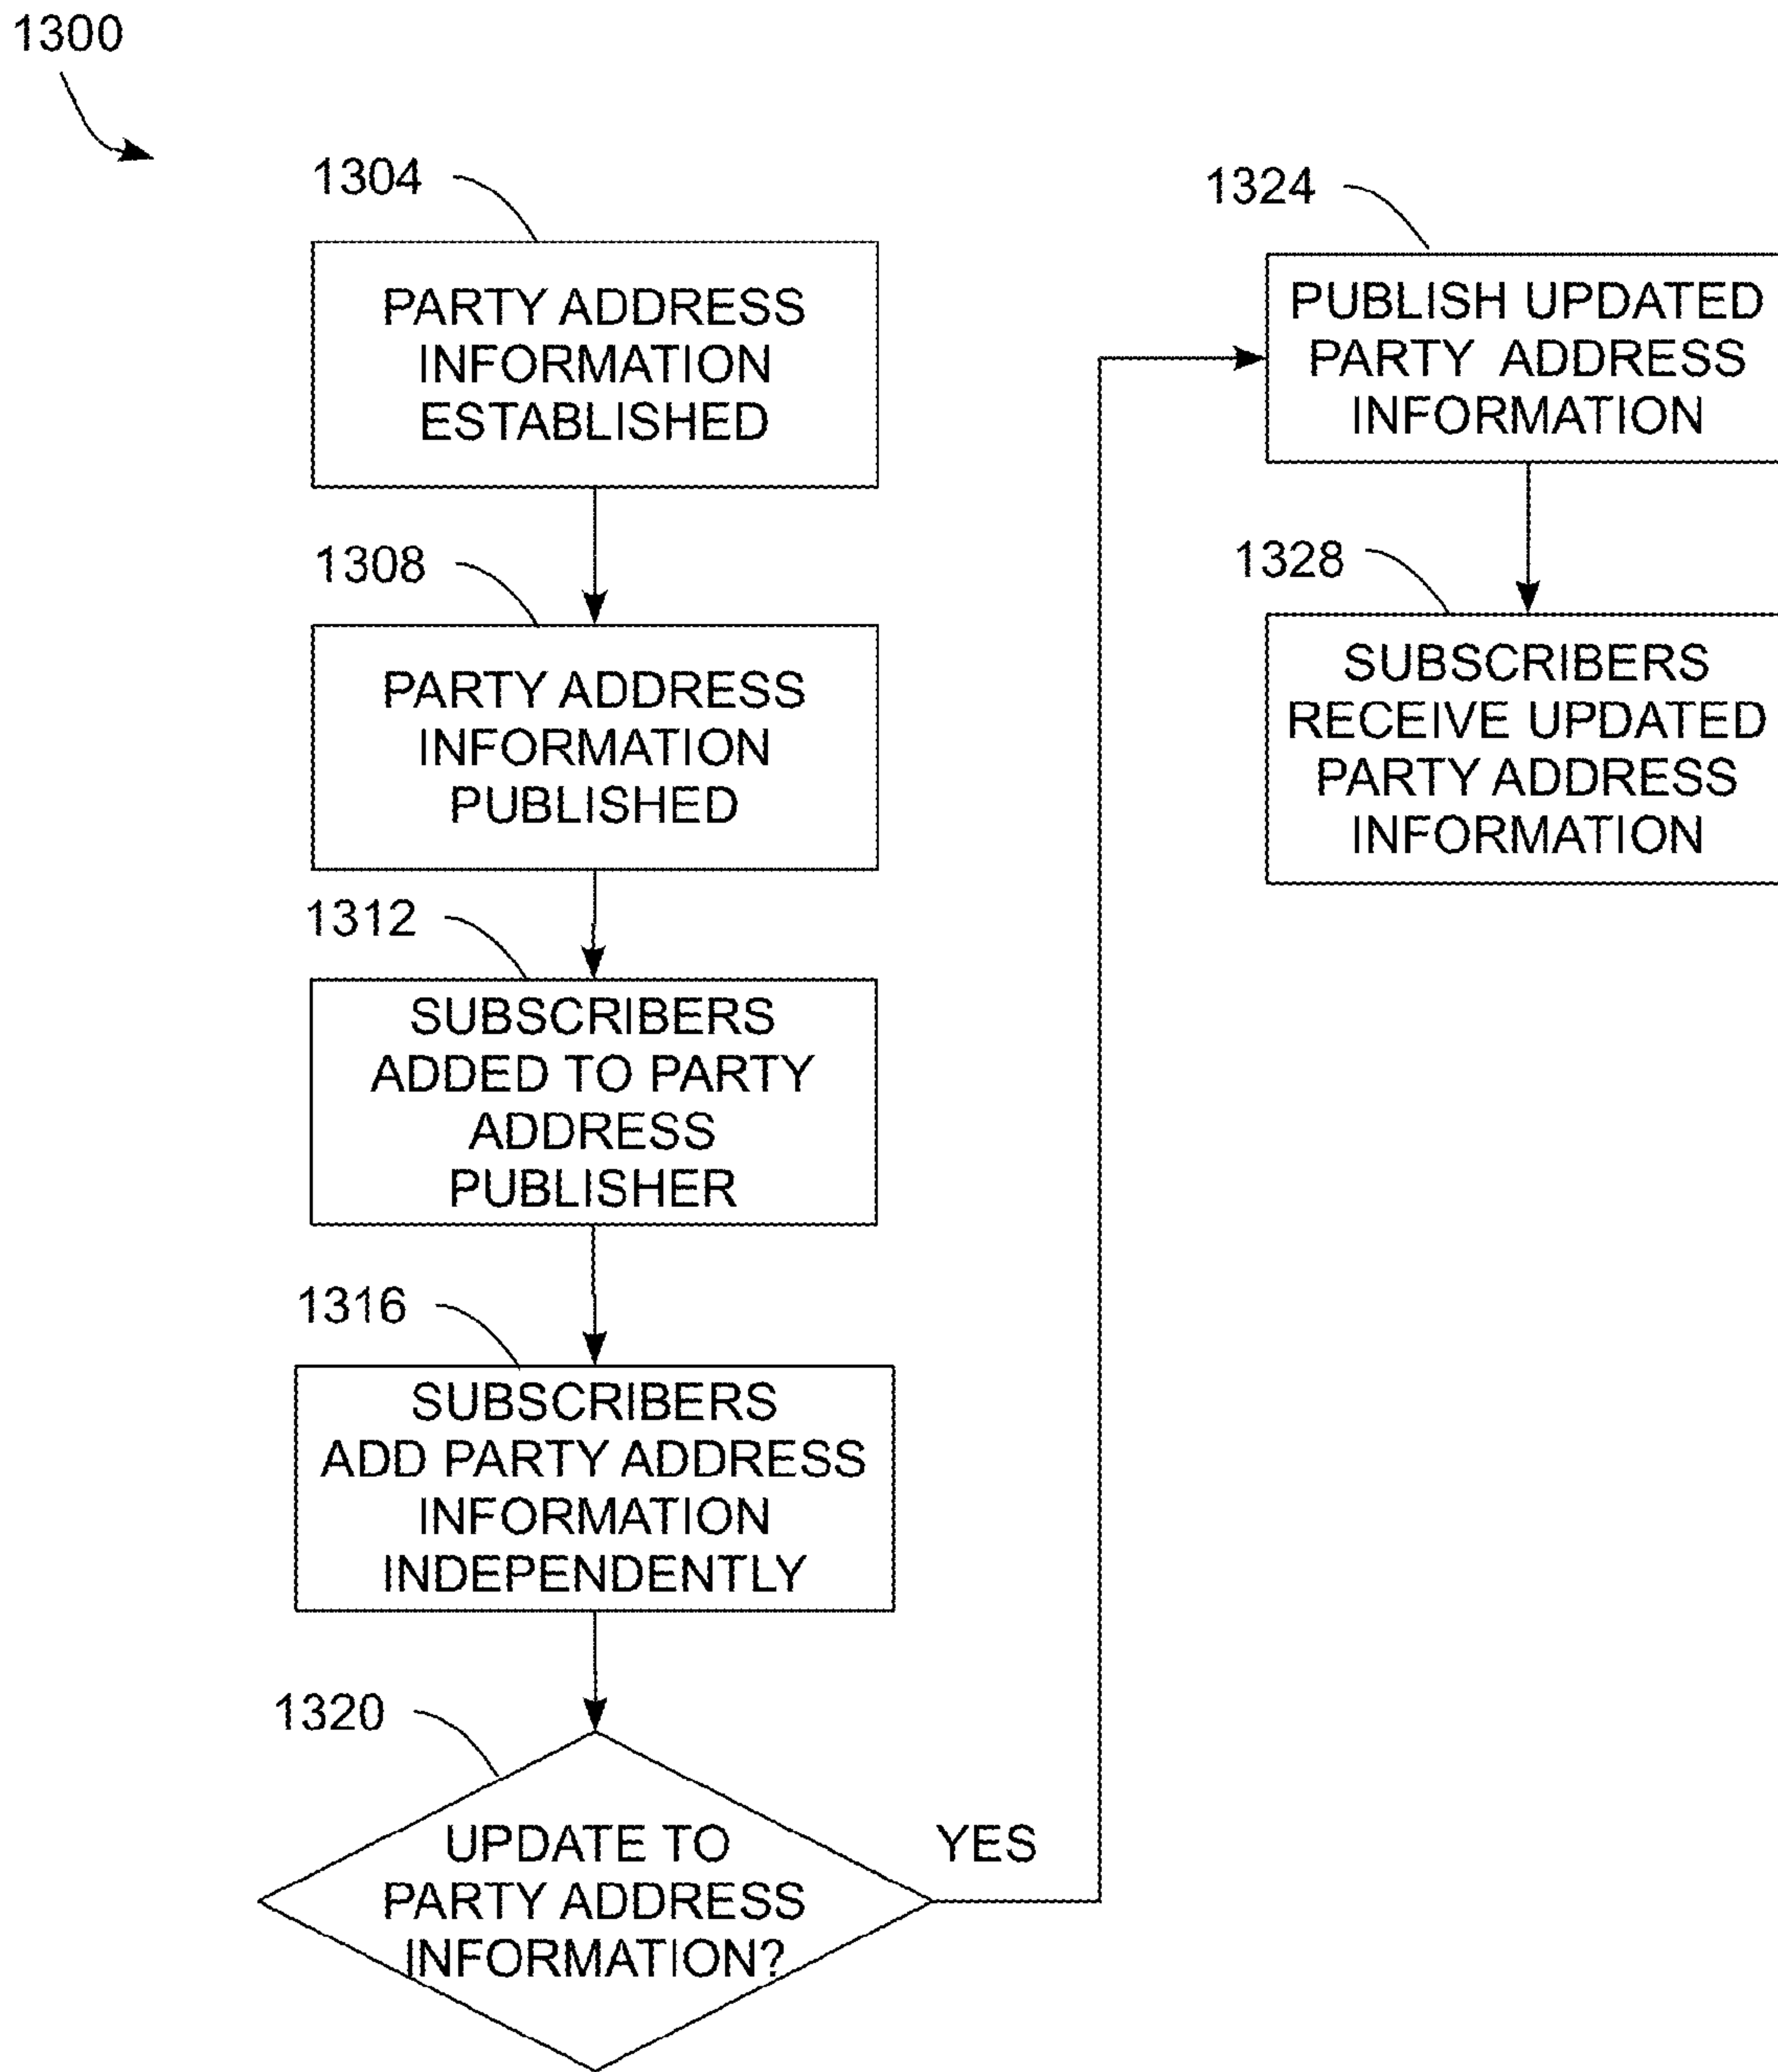 1300
1304
PARTY ADDRESS
INFORMATION
ESTABLISHED
1308
PARTY ADDRESS
INFORMATION
PUBLISHED
1312
SUBSCRIBERS
ADDED TO PARTY
ADDRESS
PUBLISHER
1316
SUBSCRIBERS
ADD PARTY ADDRESS
INFORMATION
INDEPENDENTLY
1320
UPDATE TO
PARTY ADDRESS
INFORMATION?
YES
1324
PUBLISH UPDATED
PARTY ADDRESS
INFORMATION
1328
SUBSCRIBERS
RECEIVE UPDATED
PARTY ADDRESS
INFORMATION